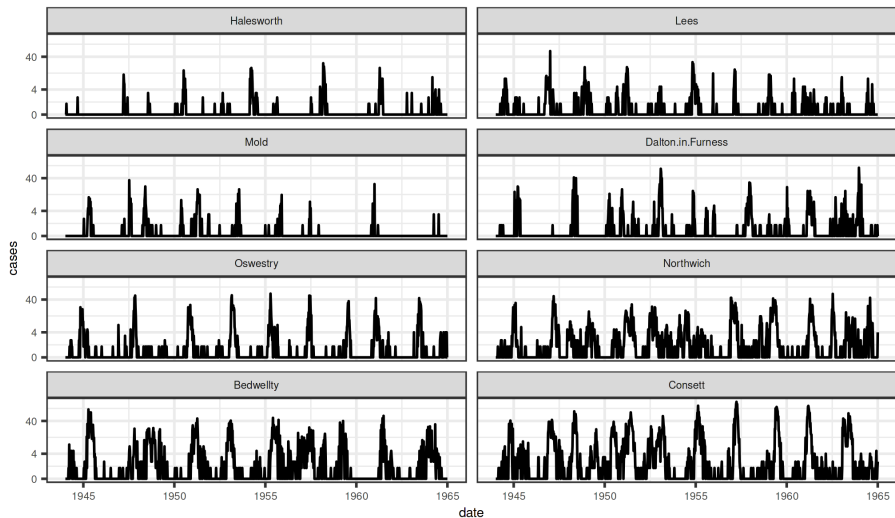 Halesworth
Lees
40
4
0
Mold
Dalton.in.Furness
40
4
0
cases
Oswestry
Northwich
40
4
0
Bedwellty
Consett
40
4
0
1945 1950 1955 1960 1965 1945 1950 1955 1960 1965
date